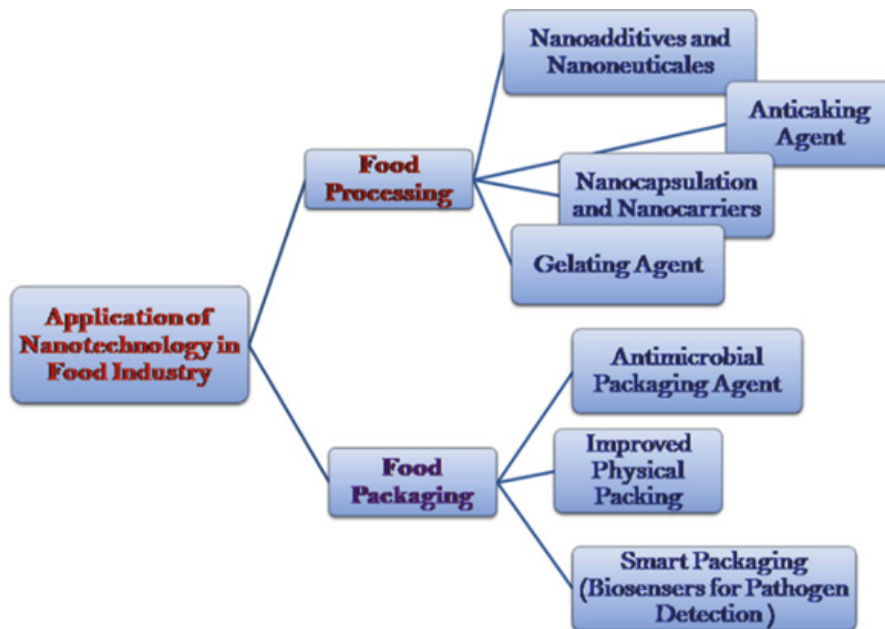 Nanoadditives and
Nanoneuticales
Anticaking
Agent
Food
Processing
Nanocapsulation
and Nanocarriers
Gelating Agent
Application of
Nanotechnology in
Food Industry
Antimicrobial
Packaging Agent
Improved
Physical
Packing
Food
Packaging
Smart Packaging
(Biosensers for Pathogen
Detection )